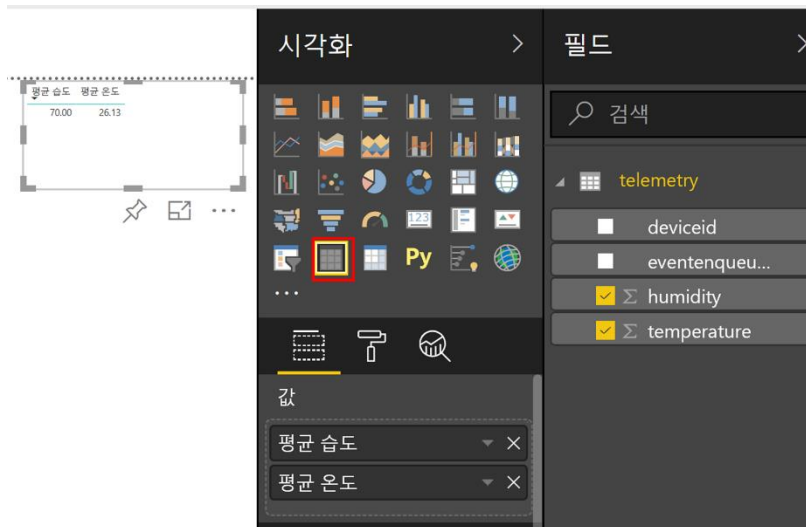 평균 습도 평균 온도
70.00 26.13
시각화
123
Py
값
평균 습도
평균 온도
필드
검색
telemetry
deviceid
eventenqueu...
Σ humidity
Σ temperature